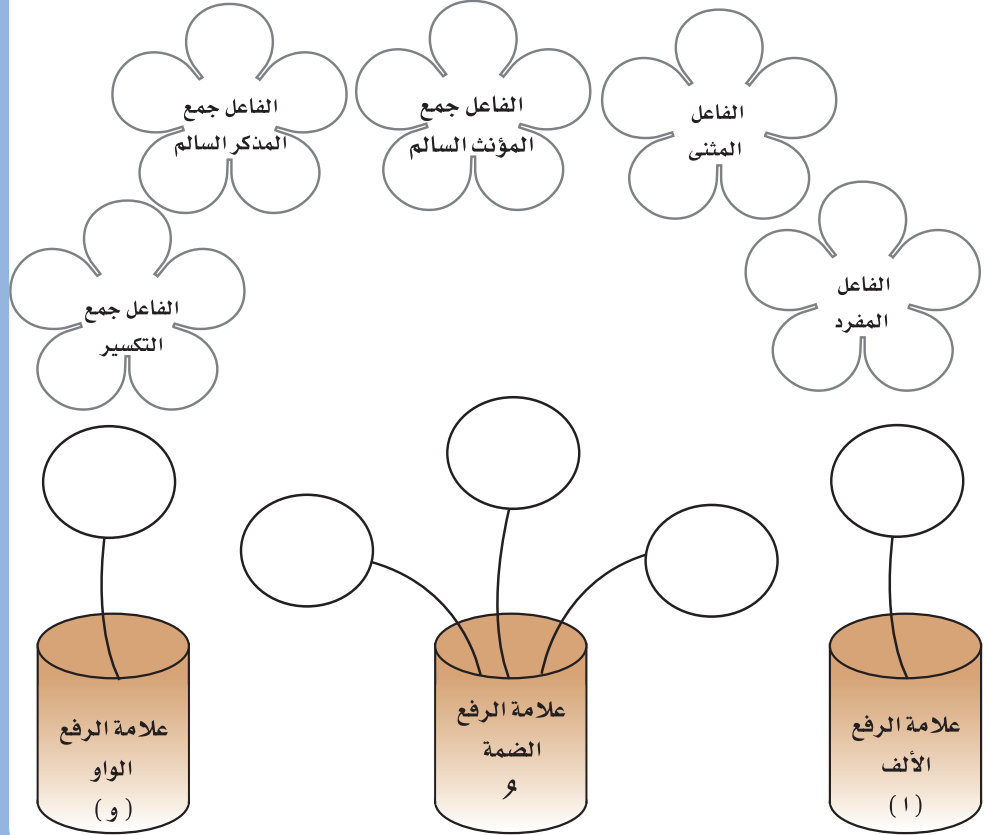 الفاعل
المفرد
الفاعل
المثنى
الفاعل جمع
المؤنث السالم
الفاعل جمع
المذكر السالم
الفاعل جمع
التكسير
علامة الرفع
الألف
( ا )
علامة الرفع
الضمة
ـُ
علامة الرفع
الواو
( و )